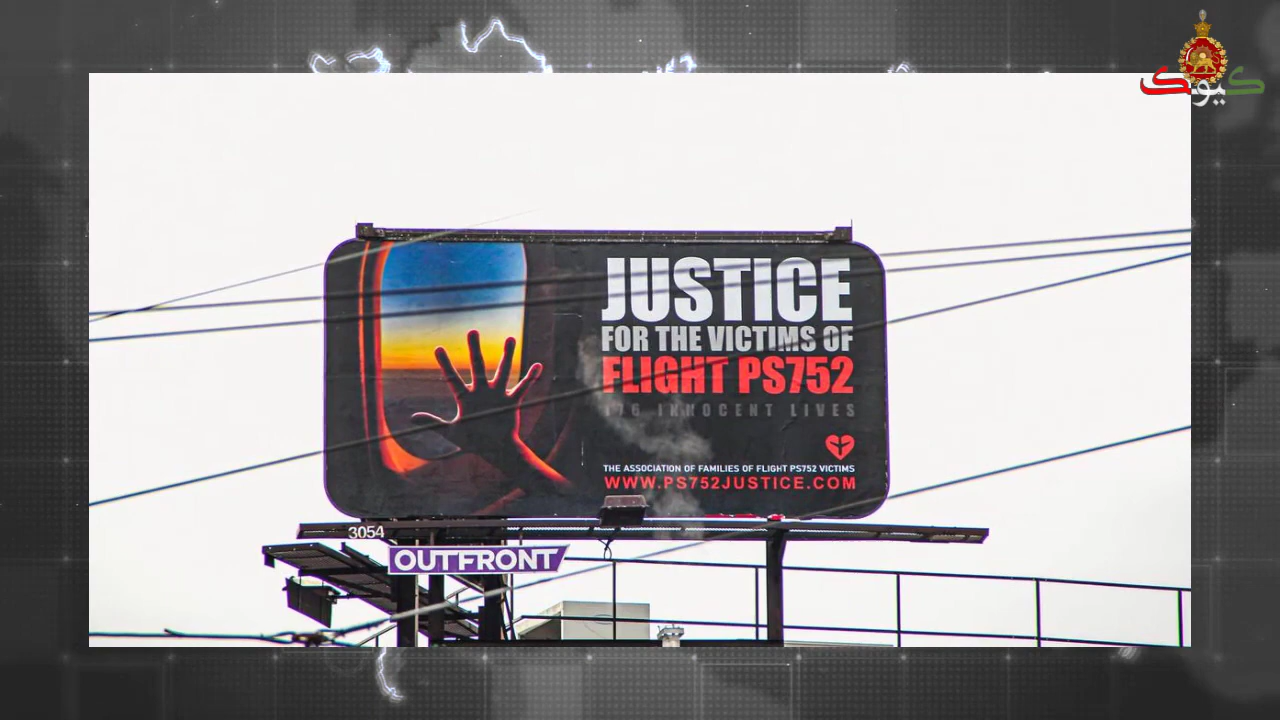 کیوک
JUSTICE
FOR THE VICTIMS OF
FLIGHT PS752
176 INNOCENT LIVES
THE ASSOCIATION OF FAMILIES OF FLIGHT PS752 VICTIMS
WWW.PS752JUSTICE.COM
3054
OUTFRONT